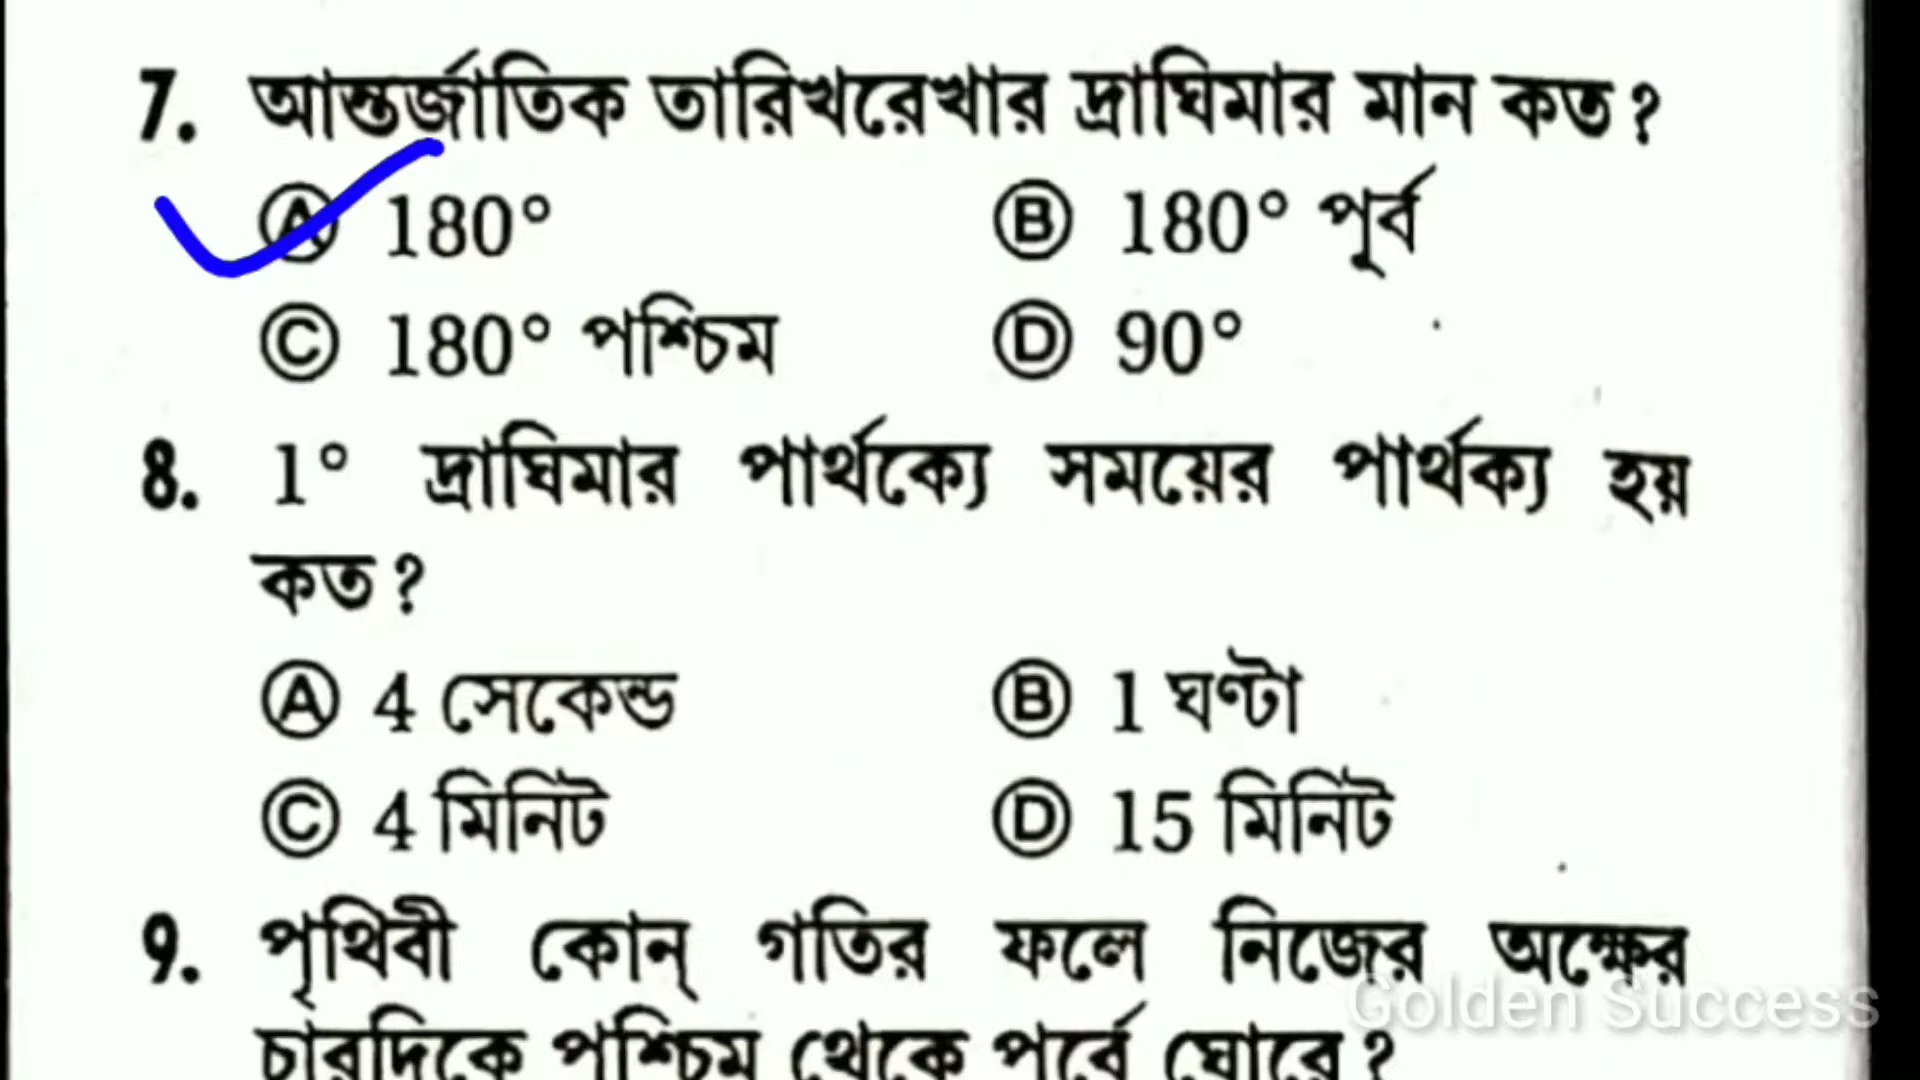 7. আন্তর্জাতিক তারিখরেখার দ্রাঘিমার মান কত?
Ⓐ 180° Ⓑ 180° পূর্ব
Ⓒ 180° পশ্চিম Ⓓ 90°
8. 1° দ্রাঘিমার পার্থক্যে সময়ের পার্থক্য হয়
কত?
Ⓐ 4 সেকেন্ড Ⓑ 1 ঘণ্টা
Ⓒ 4 মিনিট Ⓓ 15 মিনিট
9. পৃথিবী কোন্ গতির ফলে নিজের অক্ষের
চারদিকে পশ্চিম থেকে পূর্বে ঘোরে?
Golden Success